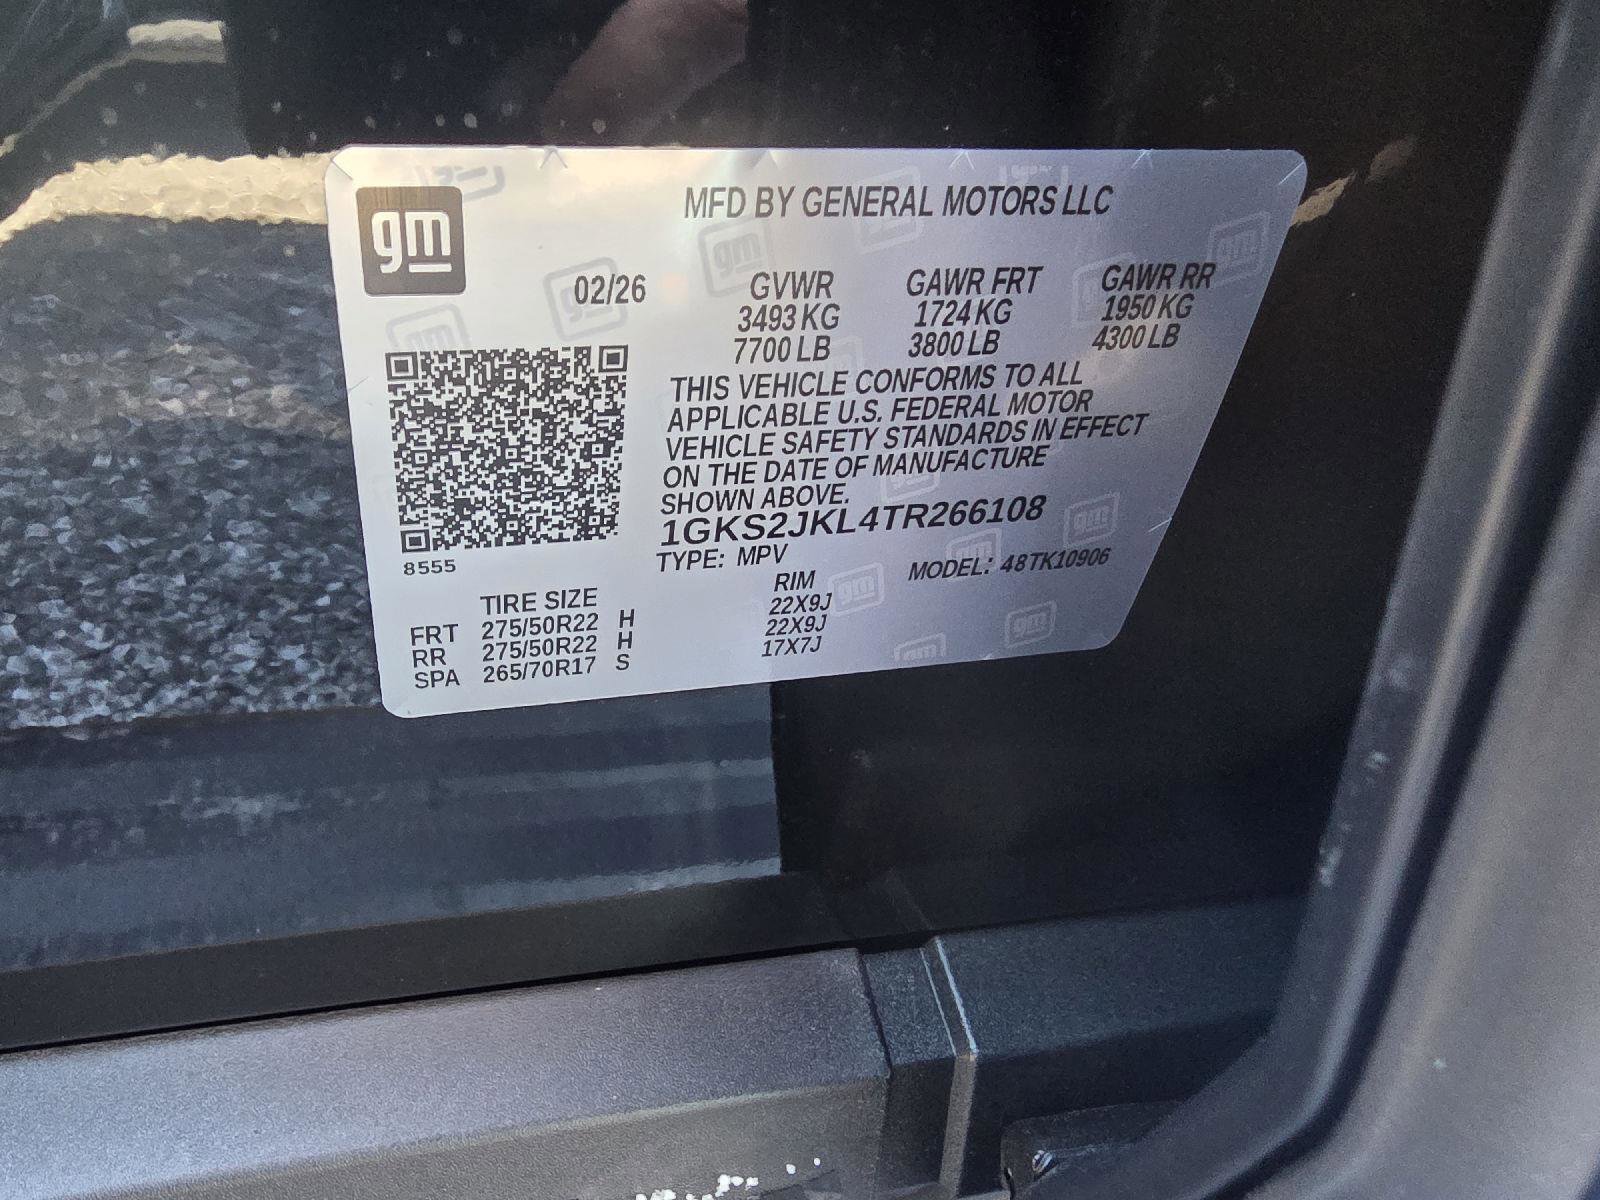 gm
MFD BY GENERAL MOTORS LLC
02/26 GVWR GAWR FRT GAWR RR
3493 KG 1724 KG 1950 KG
7700 LB 3800 LB 4300 LB
THIS VEHICLE CONFORMS TO ALL
APPLICABLE U.S. FEDERAL MOTOR
VEHICLE SAFETY STANDARDS IN EFFECT
ON THE DATE OF MANUFACTURE
SHOWN ABOVE.
1GKS2JKL4TR266108
8555
TYPE: MPV MODEL: 48TK10906
TIRE SIZE RIM
FRT 275/50R22 H 22X9J
RR 275/50R22 H 22X9J
SPA 265/70R17 S 17X7J